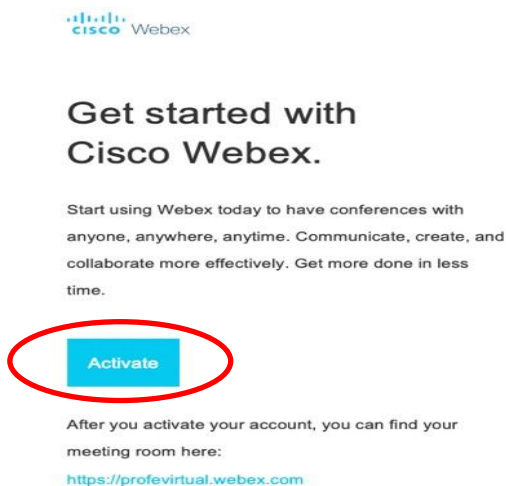 cisco Webex
Get started with
Cisco Webex.
Start using Webex today to have conferences with
anyone, anywhere, anytime. Communicate, create, and
collaborate more effectively. Get more done in less
time.
Activate
After you activate your account, you can find your
meeting room here:
https://profevirtual.webex.com